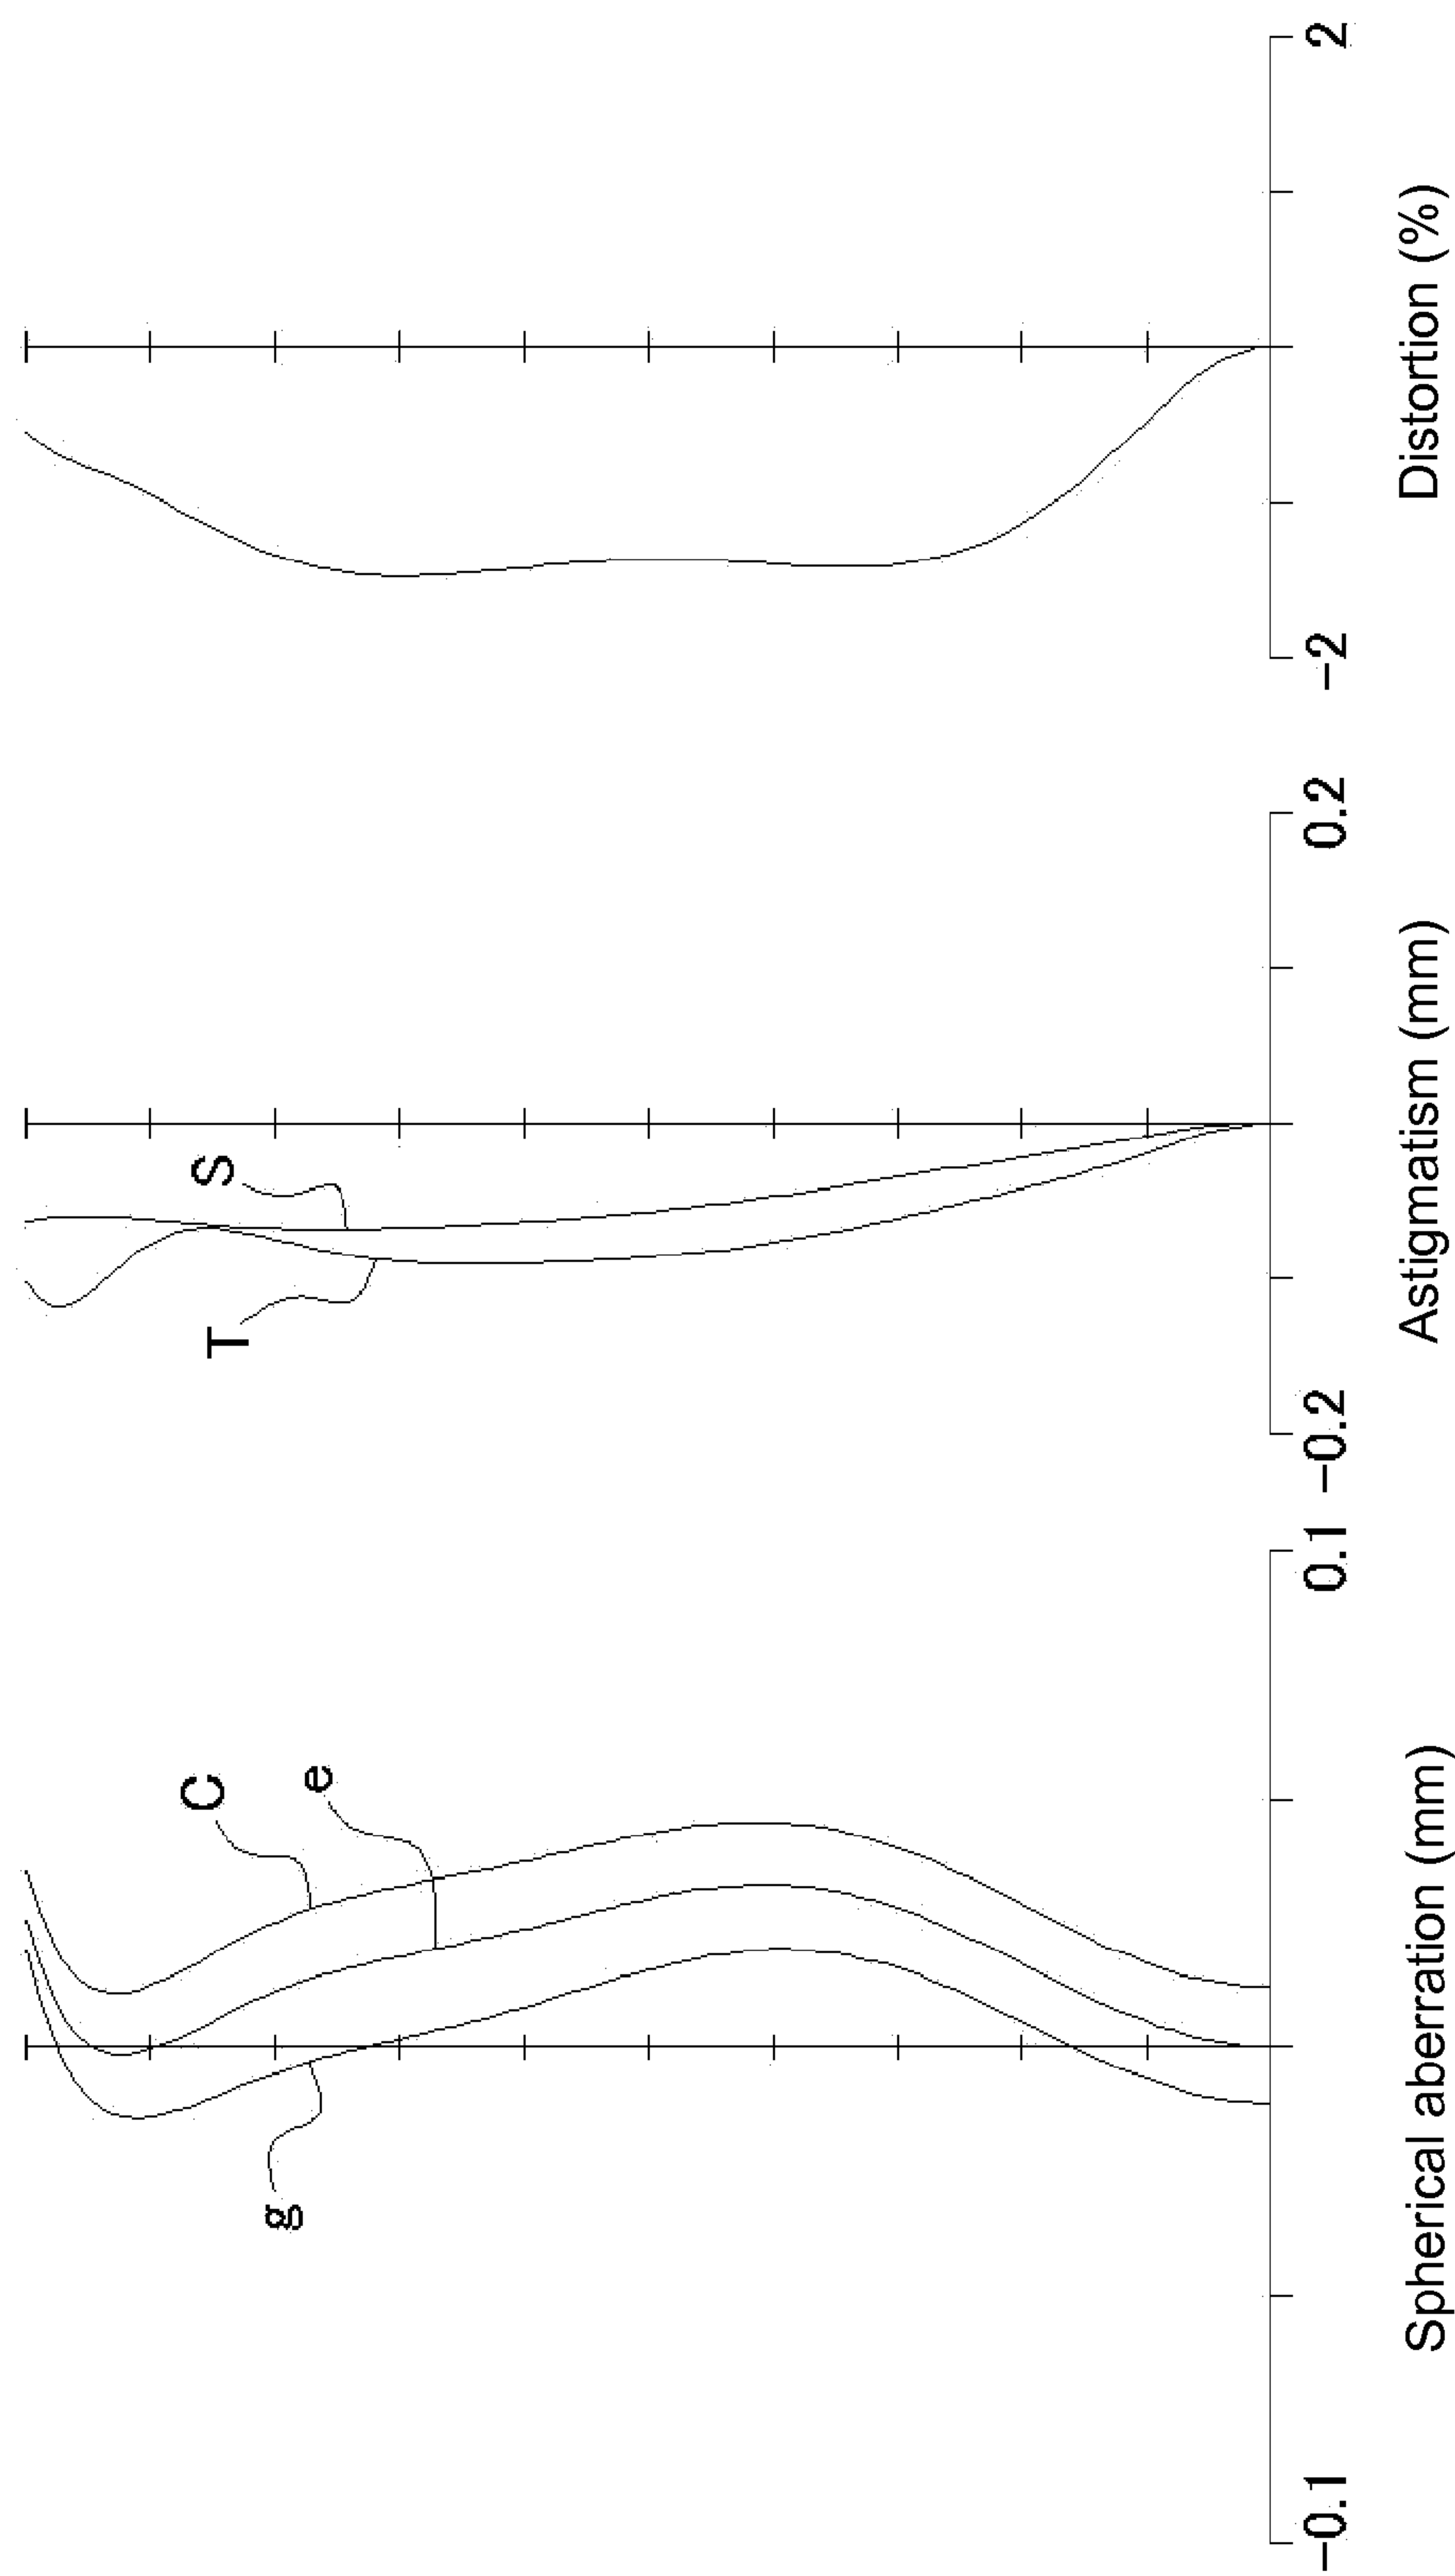 g
C
e
-0.1
0.1
Spherical aberration (mm)
T
S
-0.2
0.2
Astigmatism (mm)
-2
2
Distortion (%)